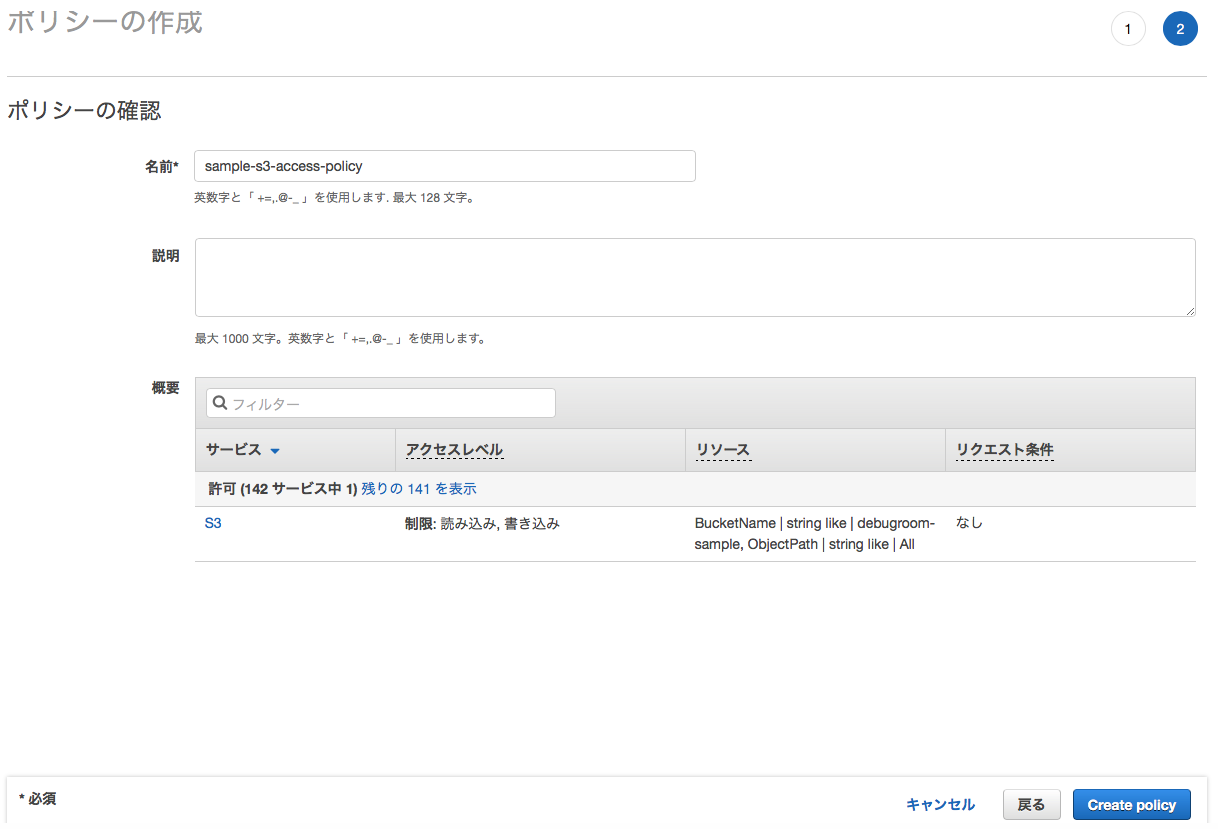 ポリシーの作成
1
2
ポリシーの確認
名前*
sample-s3-access-policy
英数字と「 +=,.@-_ 」を使用します. 最大 128 文字。
説明
最大 1000 文字。英数字と「 +=,.@-_ 」を使用します。
概要
フィルター
サービス アクセスレベル リソース リクエスト条件
許可 (142 サービス中 1) 残りの 141 を表示
S3 制限: 読み込み, 書き込み BucketName | string like | debugroom- なし
sample, ObjectPath | string like | All
* 必須
キャンセル 戻る Create policy